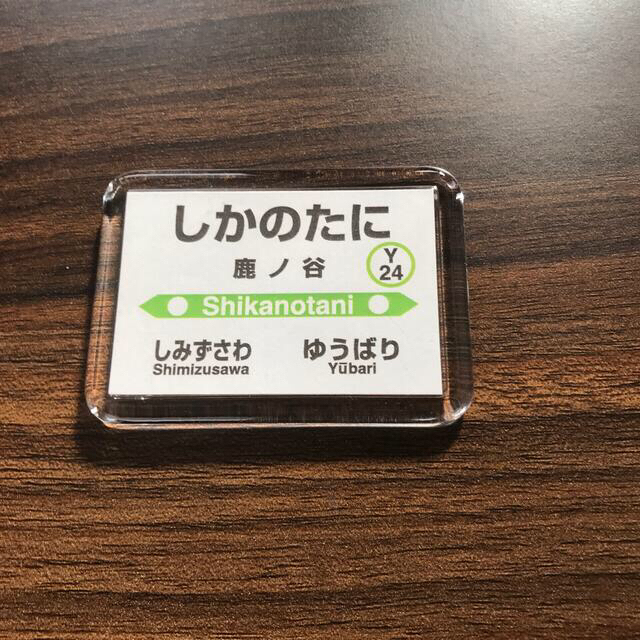 しかのたに
鹿ノ谷
Y
24
Shikanotani
しみずさわ ゆうばり
Shimizusawa Yūbari